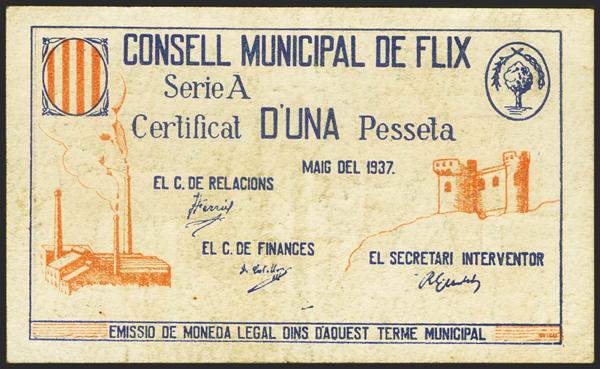 CONSELL MUNICIPAL DE FLIX
Serie A
Certificat D'UNA Pesseta
MAIG DEL 1937.
EL C. DE RELACIONS
EL C. DE FINANCES
EL SECRETARI INTERVENTOR
EMISSIO DE MONEDA LEGAL DINS D'AQUEST TERME MUNICIPAL